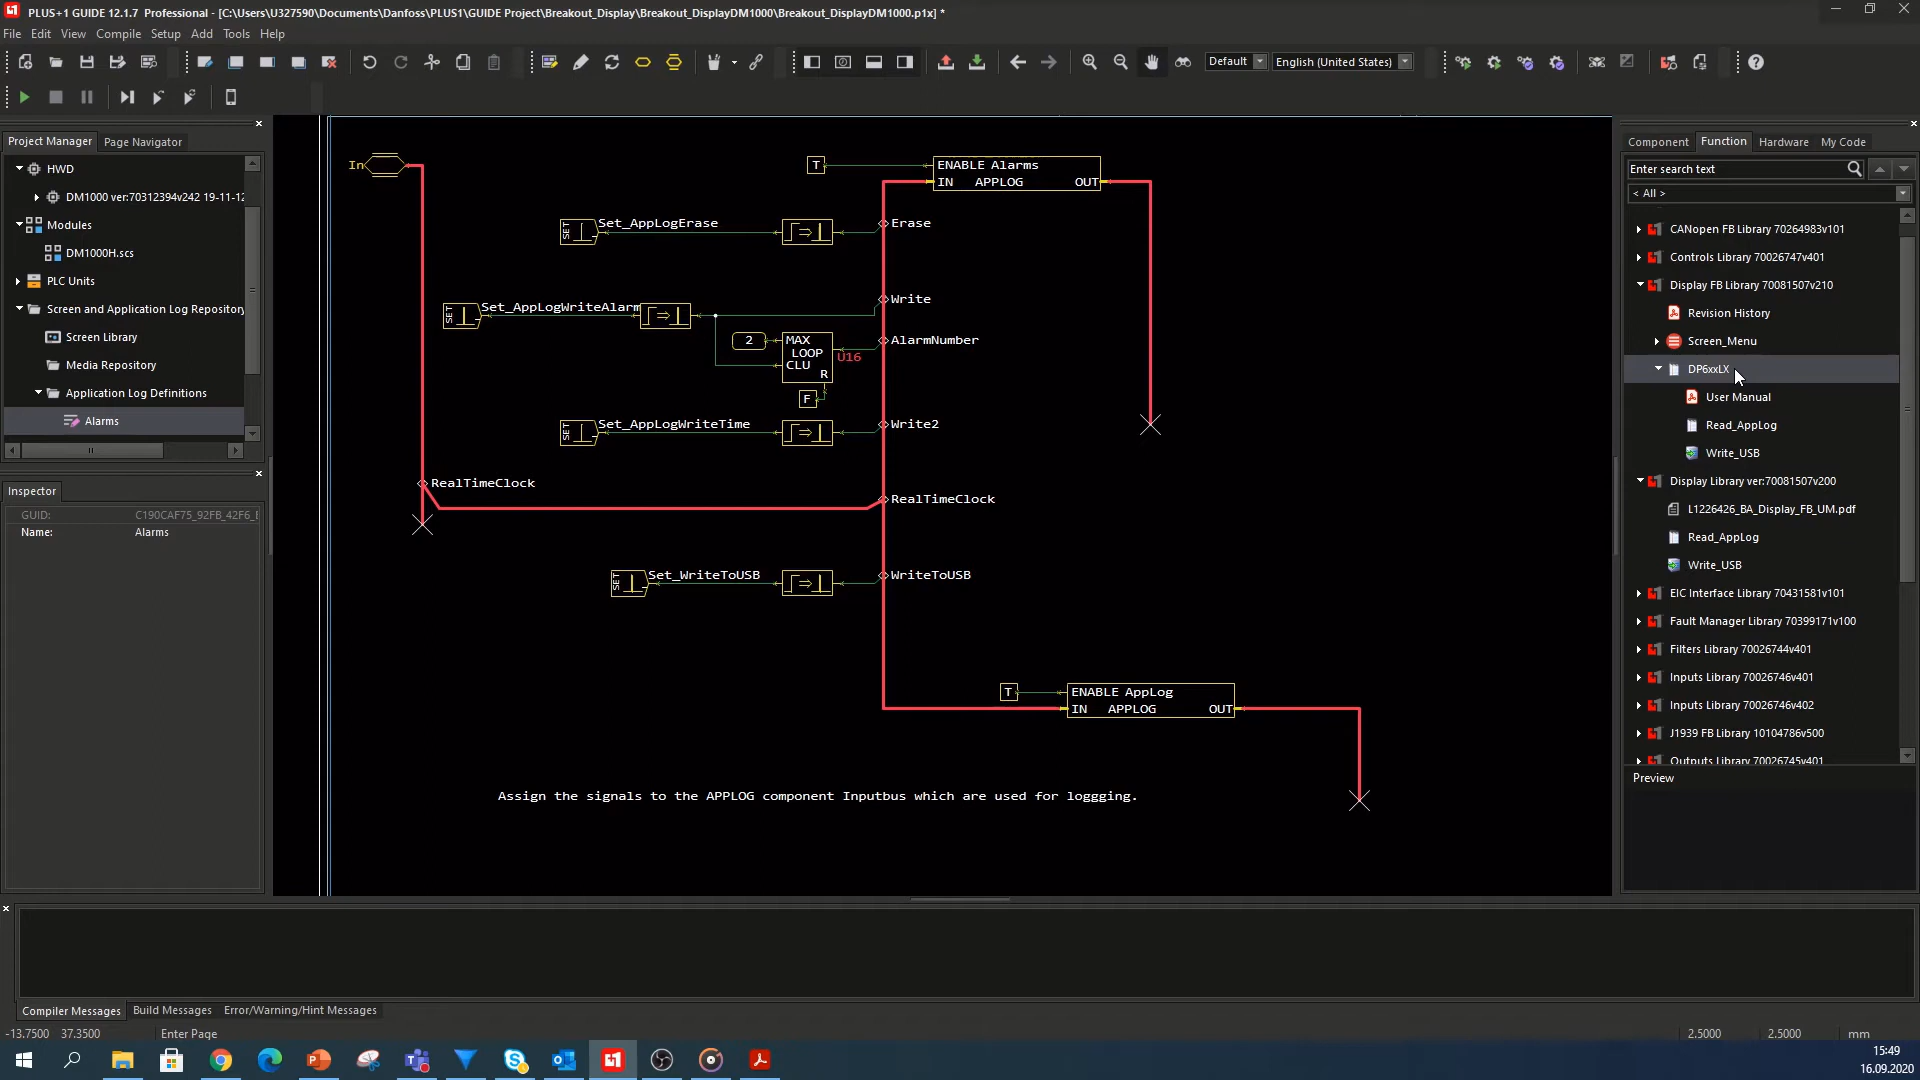 PLUS+1 GUIDE 12.1.7 Professional - [C:\Users\U327590\Documents\Danfoss\PLUS1\GUIDE Project\Breakout_Display\Breakout_DisplayDM1000\Breakout_DisplayDM1000.p1x] *
File Edit View Compile Setup Add Tools Help
Default English (United States)
Project Manager Page Navigator
HWD
DM1000 ver:70312394v242 19-11-12
Modules
DM1000H.scs
PLC Units
Screen and Application Log Repository
Screen Library
Media Repository
Application Log Definitions
Alarms
Inspector
GUID: C190CAF75_92FB_42F6_
Name: Alarms
In
T
ENABLE Alarms
IN APPLOG OUT
SET Set_AppLogErase
Erase
SET Set_AppLogWriteAlarm
Write
2
MAX
LOOP
CLU
R
U16
AlarmNumber
F
SET Set_AppLogWriteTime
Write2
RealTimeClock
RealTimeClock
SET Set_WriteToUSB
WriteToUSB
T
ENABLE AppLog
IN APPLOG OUT
Assign the signals to the APPLOG component Inputbus which are used for loggging.
Component Function Hardware My Code
Enter search text
< All >
CANopen FB Library 70264983v101
Controls Library 70026747v401
Display FB Library 70081507v210
Revision History
Screen_Menu
DP6xxLX
User Manual
Read_AppLog
Write_USB
Display Library ver:70081507v200
L1226426_BA_Display_FB_UM.pdf
Read_AppLog
Write_USB
EIC Interface Library 70431581v101
Fault Manager Library 70399171v100
Filters Library 70026744v401
Inputs Library 70026746v401
Inputs Library 70026746v402
J1939 FB Library 10104786v500
Outputs Library 70026745v401
Preview
Compiler Messages Build Messages Error/Warning/Hint Messages
-13.7500 37.3500 Enter Page 2.5000 2.5000 mm
15:49
16.09.2020